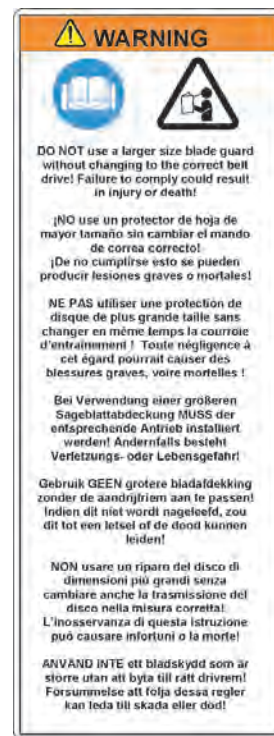 WARNING
DO NOT use a larger size blade guard
without changing to the correct belt
drive! Failure to comply could result
in injury or death!
¡NO use un protector de hoja de
mayor tamaño sin cambiar el mando
de correa correcto!
¡De no cumplirse esto se pueden
producir lesiones graves o mortales!
NE PAS utiliser une protection de
disque de plus grande taille sans
changer en même temps la courroie
d'entraînement ! Toute négligence à
cet égard pourrait causer des
blessures graves, voire mortelles !
Bei Verwendung einer größeren
Sägeblattabdeckung MUSS der
entsprechende Antrieb installiert
werden! Andernfalls besteht
Verletzungs- oder Lebensgefahr!
Gebruik GEEN grotere bladafdekking
zonder de aandrijfriem aan te passen!
Indien dit niet wordt nageleefd, zou
dit tot een letsel of de dood kunnen
leiden!
NON usare un riparo del disco di
dimensioni più grandi senza
cambiare anche la trasmissione del
disco nella misura corretta!
L'inosservanza di questa istruzione
può causare infortuni o la morte!
ANVÄND INTE ett bladskydd som är
större utan att byta till rätt drivrem!
Försummelse att följa dessa regler
kan leda till skada eller död!